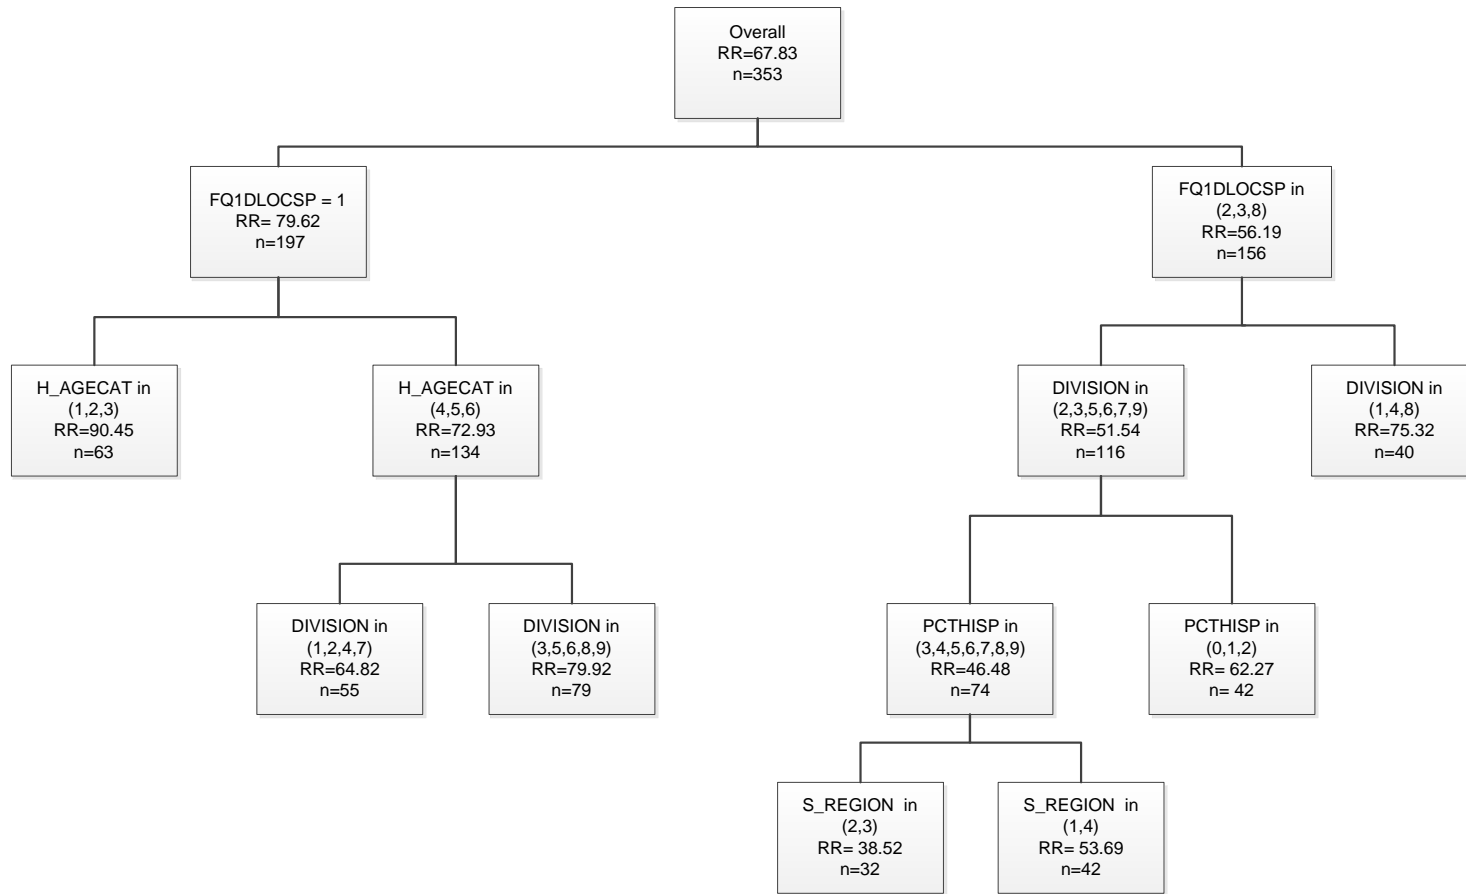 Overall
RR=67.83
n=353
FQ1DLOCSP = 1
RR= 79.62
n=197
FQ1DLOCSP in
(2,3,8)
RR=56.19
n=156
H_AGECAT in
(1,2,3)
RR=90.45
n=63
H_AGECAT in
(4,5,6)
RR=72.93
n=134
DIVISION in
(2,3,5,6,7,9)
RR=51.54
n=116
DIVISION in
(1,4,8)
RR=75.32
n=40
DIVISION in
(1,2,4,7)
RR=64.82
n=55
DIVISION in
(3,5,6,8,9)
RR=79.92
n=79
PCTHISP in
(3,4,5,6,7,8,9)
RR=46.48
n=74
PCTHISP in
(0,1,2)
RR= 62.27
n= 42
S_REGION  in
(2,3)
RR= 38.52
n=32
S_REGION  in
(1,4)
RR= 53.69
n=42